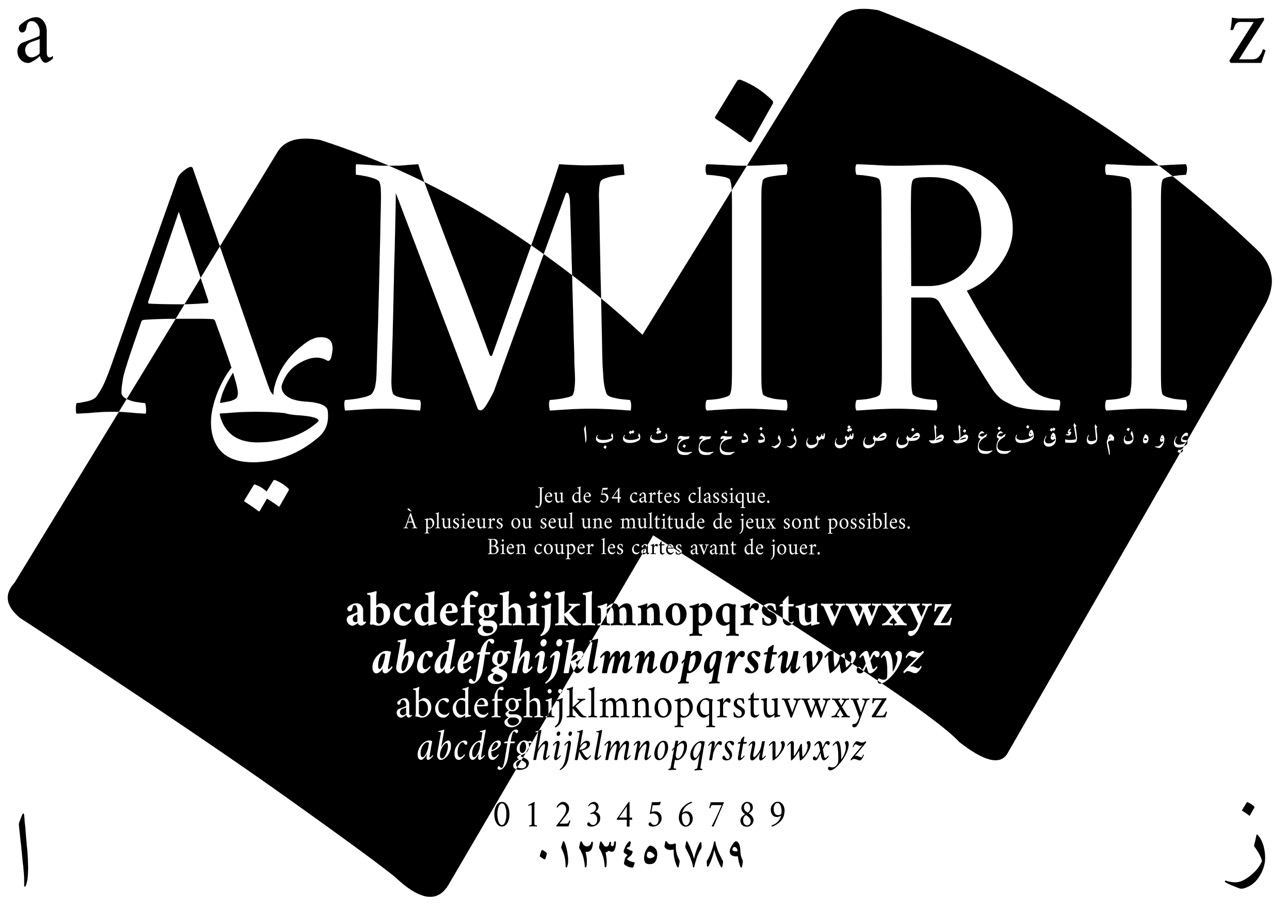 a z
AMİRI
ي
ا ب ت ث ج ح خ د ذ ر ز س ش ص ض ط ظ ع غ ف ق ك ل م ن ه و ي
Jeu de 54 cartes classique.
À plusieurs ou seul une multitude de jeux sont possibles.
Bien couper les cartes avant de jouer.
abcdefghijklmnopqrstuvwxyz
abcdefghijklmnopqrstuvwxyz
abcdefghijklmnopqrstuvwxyz
abcdefghijklmnopqrstuvwxyz
0 1 2 3 4 5 6 7 8 9
٠١٢٣٤٥٦٧٨٩
ا ز